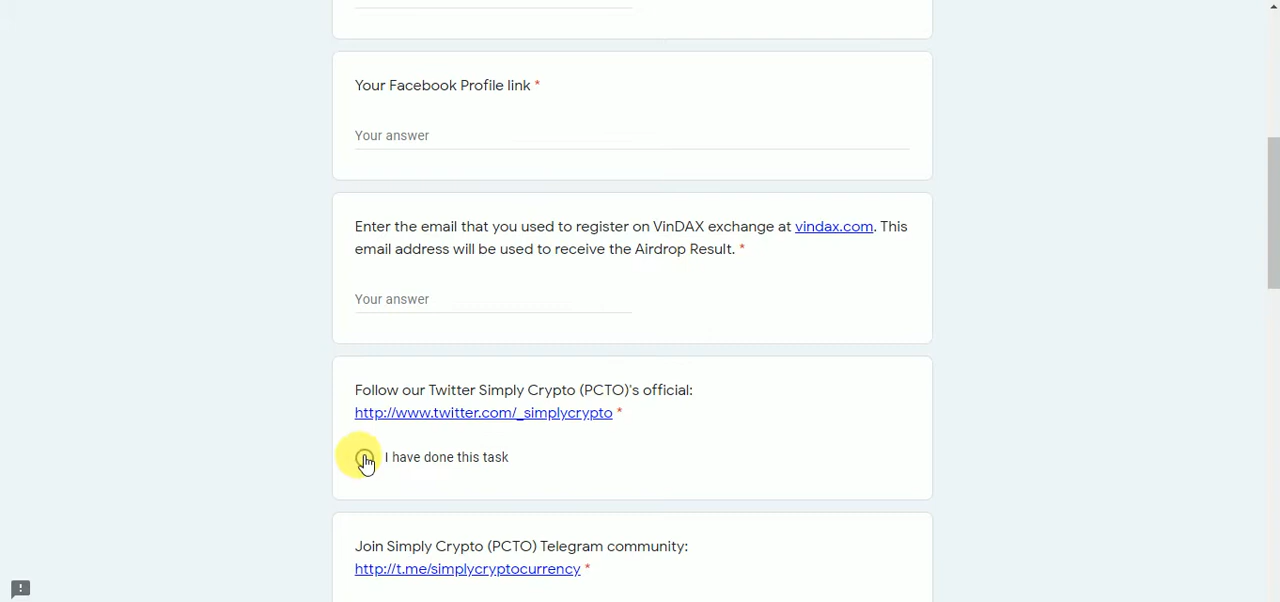 Your Facebook Profile link *
Your answer
Enter the email that you used to register on VinDAX exchange at vindax.com. This
email address will be used to receive the Airdrop Result. *
Your answer
Follow our Twitter Simply Crypto (PCTO)'s official:
http://www.twitter.com/_simplycrypto *
I have done this task
Join Simply Crypto (PCTO) Telegram community:
http://t.me/simplycryptocurrency *